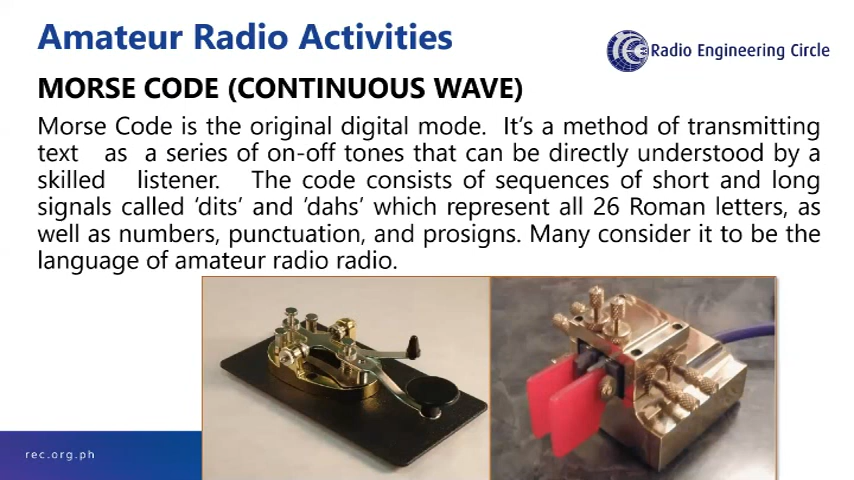 Amateur Radio Activities
Radio Engineering Circle
MORSE CODE (CONTINUOUS WAVE)
Morse Code is the original digital mode. It's a method of transmitting
text as a series of on-off tones that can be directly understood by a
skilled listener. The code consists of sequences of short and long
signals called 'dits' and 'dahs' which represent all 26 Roman letters, as
well as numbers, punctuation, and prosigns. Many consider it to be the
language of amateur radio radio.
rec.org.ph